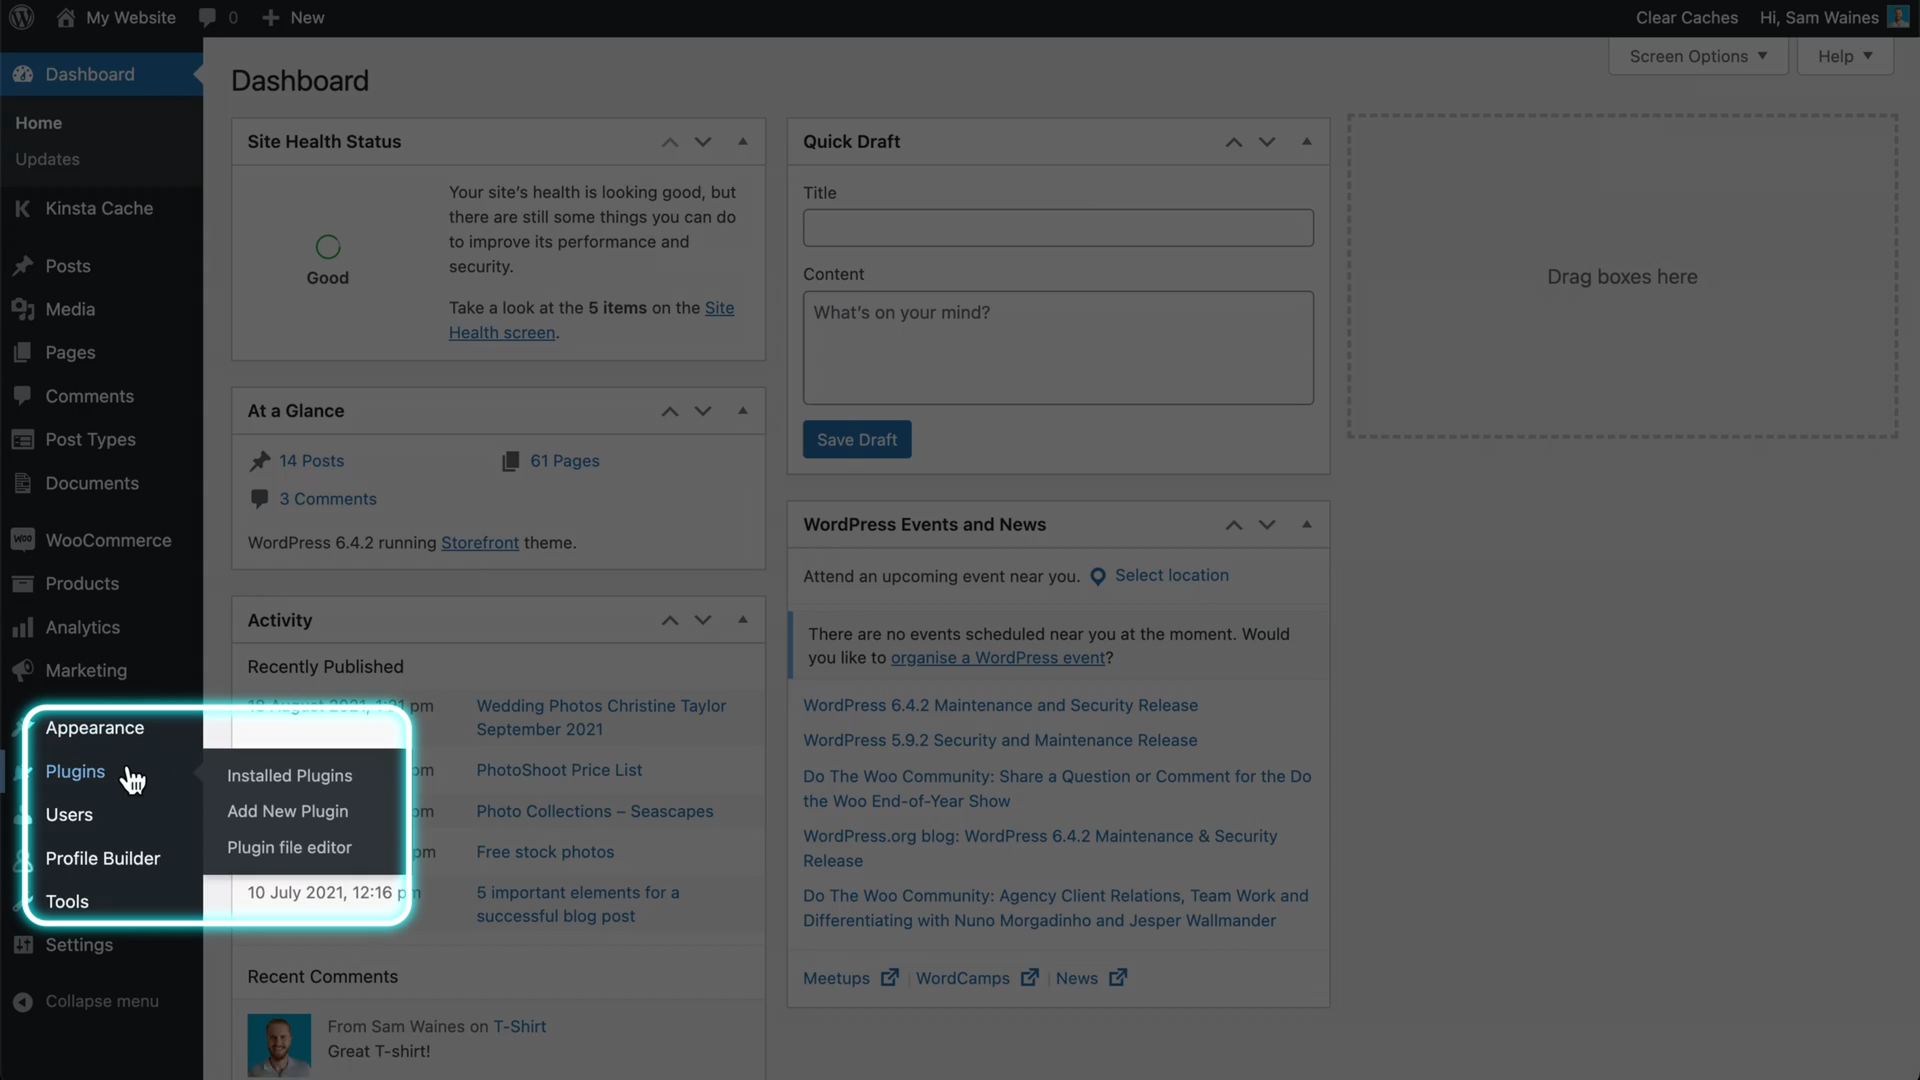 My Website
0
New
Clear Caches
Hi, Sam Waines
Dashboard
Home
Updates
Kinsta Cache
Posts
Media
Pages
Comments
Post Types
Documents
WooCommerce
Products
Analytics
Marketing
Appearance
Plugins
Users
Profile Builder
Tools
Settings
Collapse menu
Installed Plugins
Add New Plugin
Plugin file editor
Screen Options
Help
Dashboard
Site Health Status
Good
Your site's health is looking good, but
there are still some things you can do
to improve its performance and
security.
Take a look at the 5 items on the Site
Health screen.
At a Glance
14 Posts
61 Pages
3 Comments
WordPress 6.4.2 running Storefront theme.
Activity
Recently Published
18 August 2021, 1:21 pm
Wedding Photos Christine Taylor
September 2021
pm
PhotoShoot Price List
pm
Photo Collections – Seascapes
pm
Free stock photos
10 July 2021, 12:16 pm
5 important elements for a
successful blog post
Recent Comments
From Sam Waines on T-Shirt
Great T-shirt!
Quick Draft
Title
Content
What's on your mind?
Save Draft
WordPress Events and News
Attend an upcoming event near you.
Select location
There are no events scheduled near you at the moment. Would
you like to organise a WordPress event?
WordPress 6.4.2 Maintenance and Security Release
WordPress 5.9.2 Security and Maintenance Release
Do The Woo Community: Share a Question or Comment for the Do
the Woo End-of-Year Show
WordPress.org blog: WordPress 6.4.2 Maintenance & Security
Release
Do The Woo Community: Agency Client Relations, Team Work and
Differentiating with Nuno Morgadinho and Jesper Wallmander
Meetups | WordCamps | News
Drag boxes here